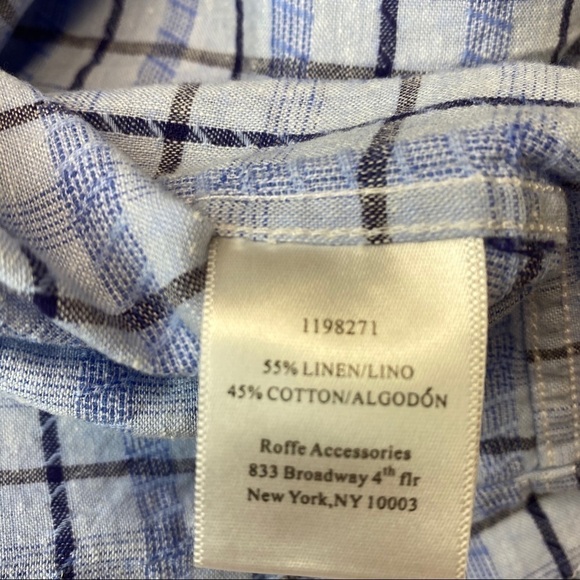 1198271
55% LINEN/LINO
45% COTTON/ALGODÓN
Roffe Accessories
833 Broadway 4th flr
New York,NY 10003